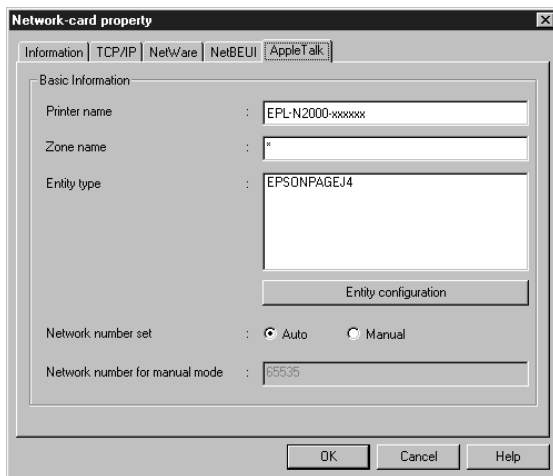 Network-card property
Information TCP/IP NetWare NetBEUI AppleTalk
Basic Information
Printer name : EPL-N2000-xxxxxx
Zone name : *
Entity type : EPSONPAGEJ4
Entity configuration
Network number set : Auto Manual
Network number for manual mode : 65535
OK Cancel Help